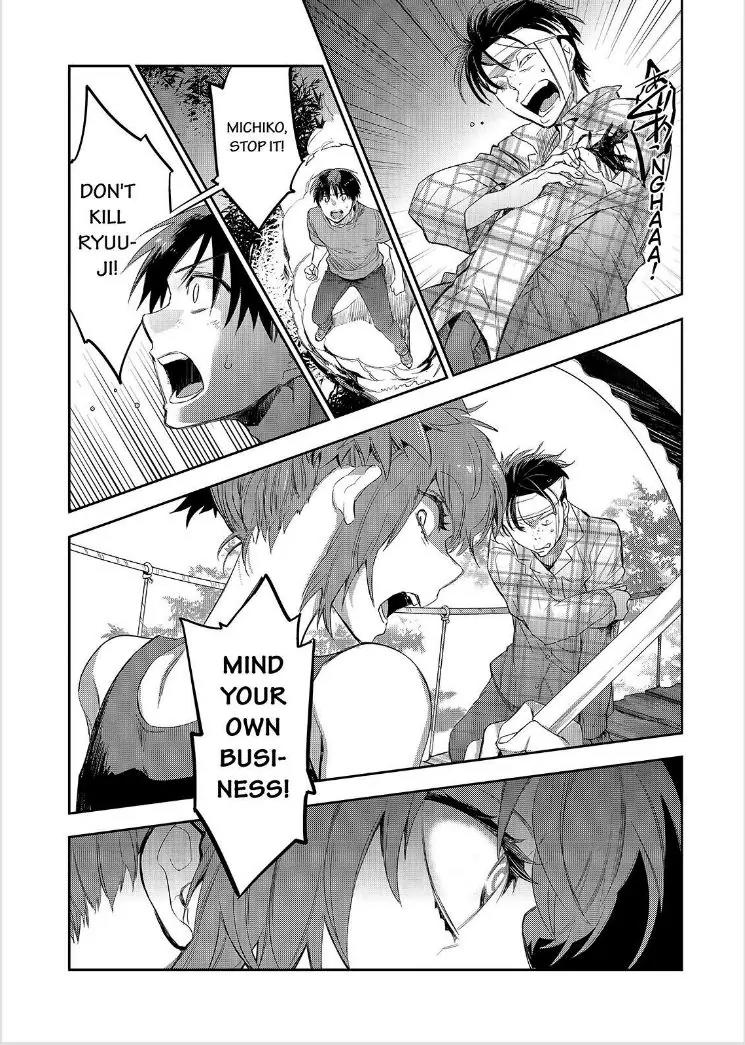 NGHAAA!
MICHIKO,
STOP IT!
DON'T
KILL
RYUU-
JI!
MIND
YOUR
OWN
BUSI-
NESS!